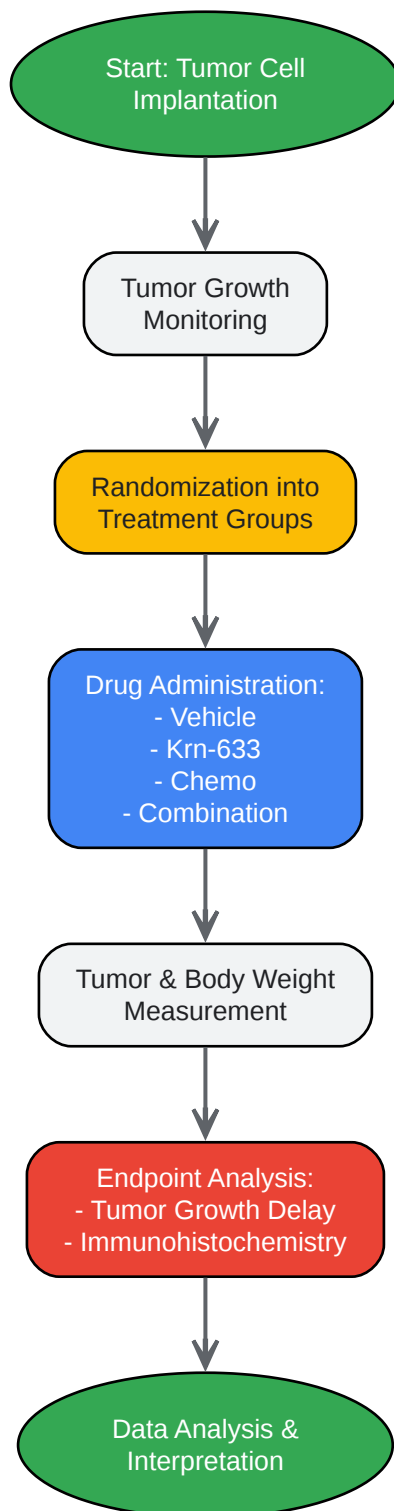 Start: Tumor Cell
Implantation
Tumor Growth
Monitoring
Randomization into
Treatment Groups
Drug Administration:
- Vehicle
- Krn-633
- Chemo
- Combination
Tumor & Body Weight
Measurement
Endpoint Analysis:
- Tumor Growth Delay
- Immunohistochemistry
Data Analysis &
Interpretation